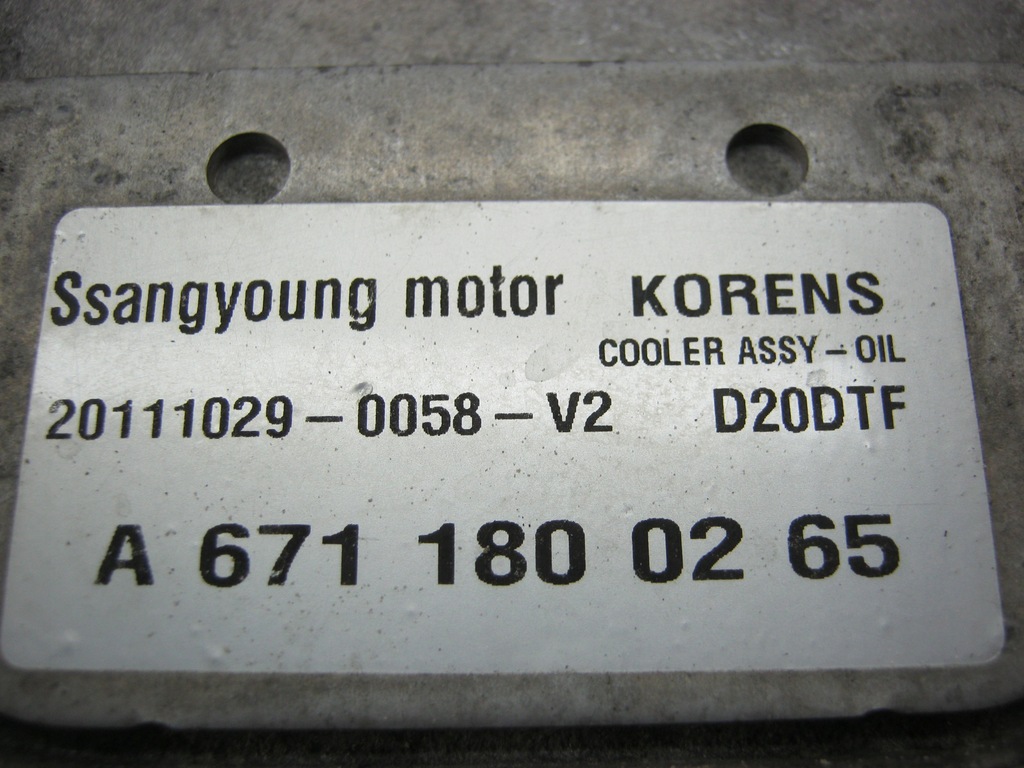 Ssangyoung motor KORENS
COOLER ASSY – OIL
20111029 – 0058 – V2 D20DTF
A 671 180 02 65